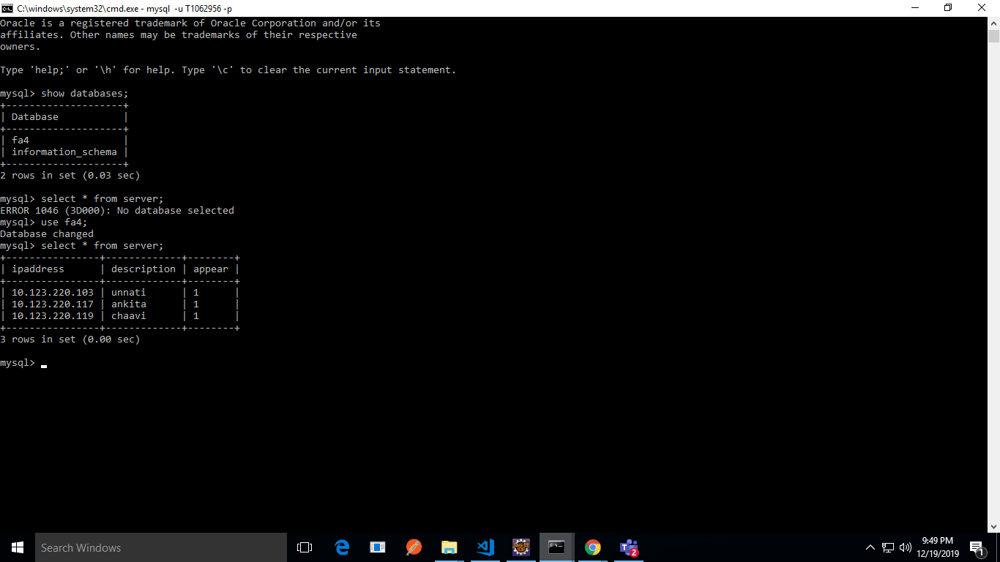 C:\windows\system32\cmd.exe - mysql  -u T1062956 -p
Oracle is a registered trademark of Oracle Corporation and/or its
affiliates. Other names may be trademarks of their respective
owners.

Type 'help;' or '\h' for help. Type '\c' to clear the current input statement.

mysql> show databases;
+--------------------+
| Database           |
+--------------------+
| fa4                |
| information_schema |
+--------------------+
2 rows in set (0.03 sec)

mysql> select * from server;
ERROR 1046 (3D000): No database selected
mysql> use fa4;
Database changed
mysql> select * from server;
+----------------+-------------+--------+
| ipaddress      | description | appear |
+----------------+-------------+--------+
| 10.123.220.103 | unnati      | 1      |
| 10.123.220.117 | ankita      | 1      |
| 10.123.220.119 | chaavi      | 1      |
+----------------+-------------+--------+
3 rows in set (0.00 sec)

mysql>
Search Windows
JAVA EE
IDE
C:\_
T
2
9:49 PM
12/19/2019
1